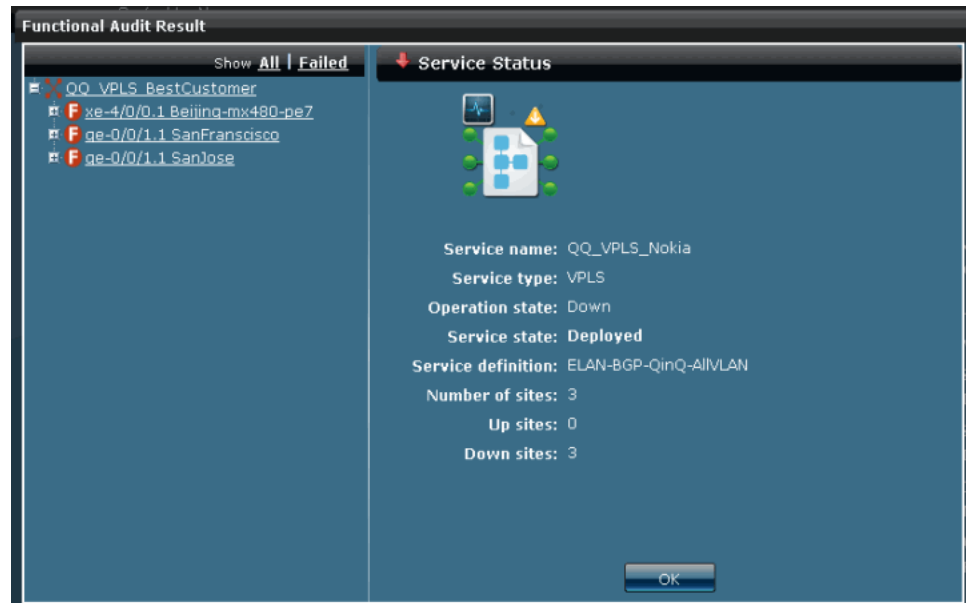 Functional Audit Result
Show All | Failed
QQ_VPLS_BestCustomer
F xe-4/0/0.1 Beijing-mx480-pe7
F ge-0/0/1.1 SanFranscisco
F ge-0/0/1.1 SanJose
Service Status
Service name: QQ_VPLS_Nokia
Service type: VPLS
Operation state: Down
Service state: Deployed
Service definition: ELAN-BGP-QinQ-AllVLAN
Number of sites: 3
Up sites: 0
Down sites: 3
OK